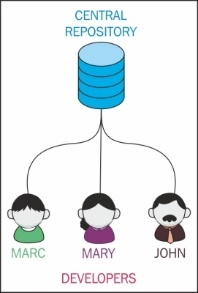 CENTRAL
REPOSITORY
MARC
MARY
JOHN
DEVELOPERS